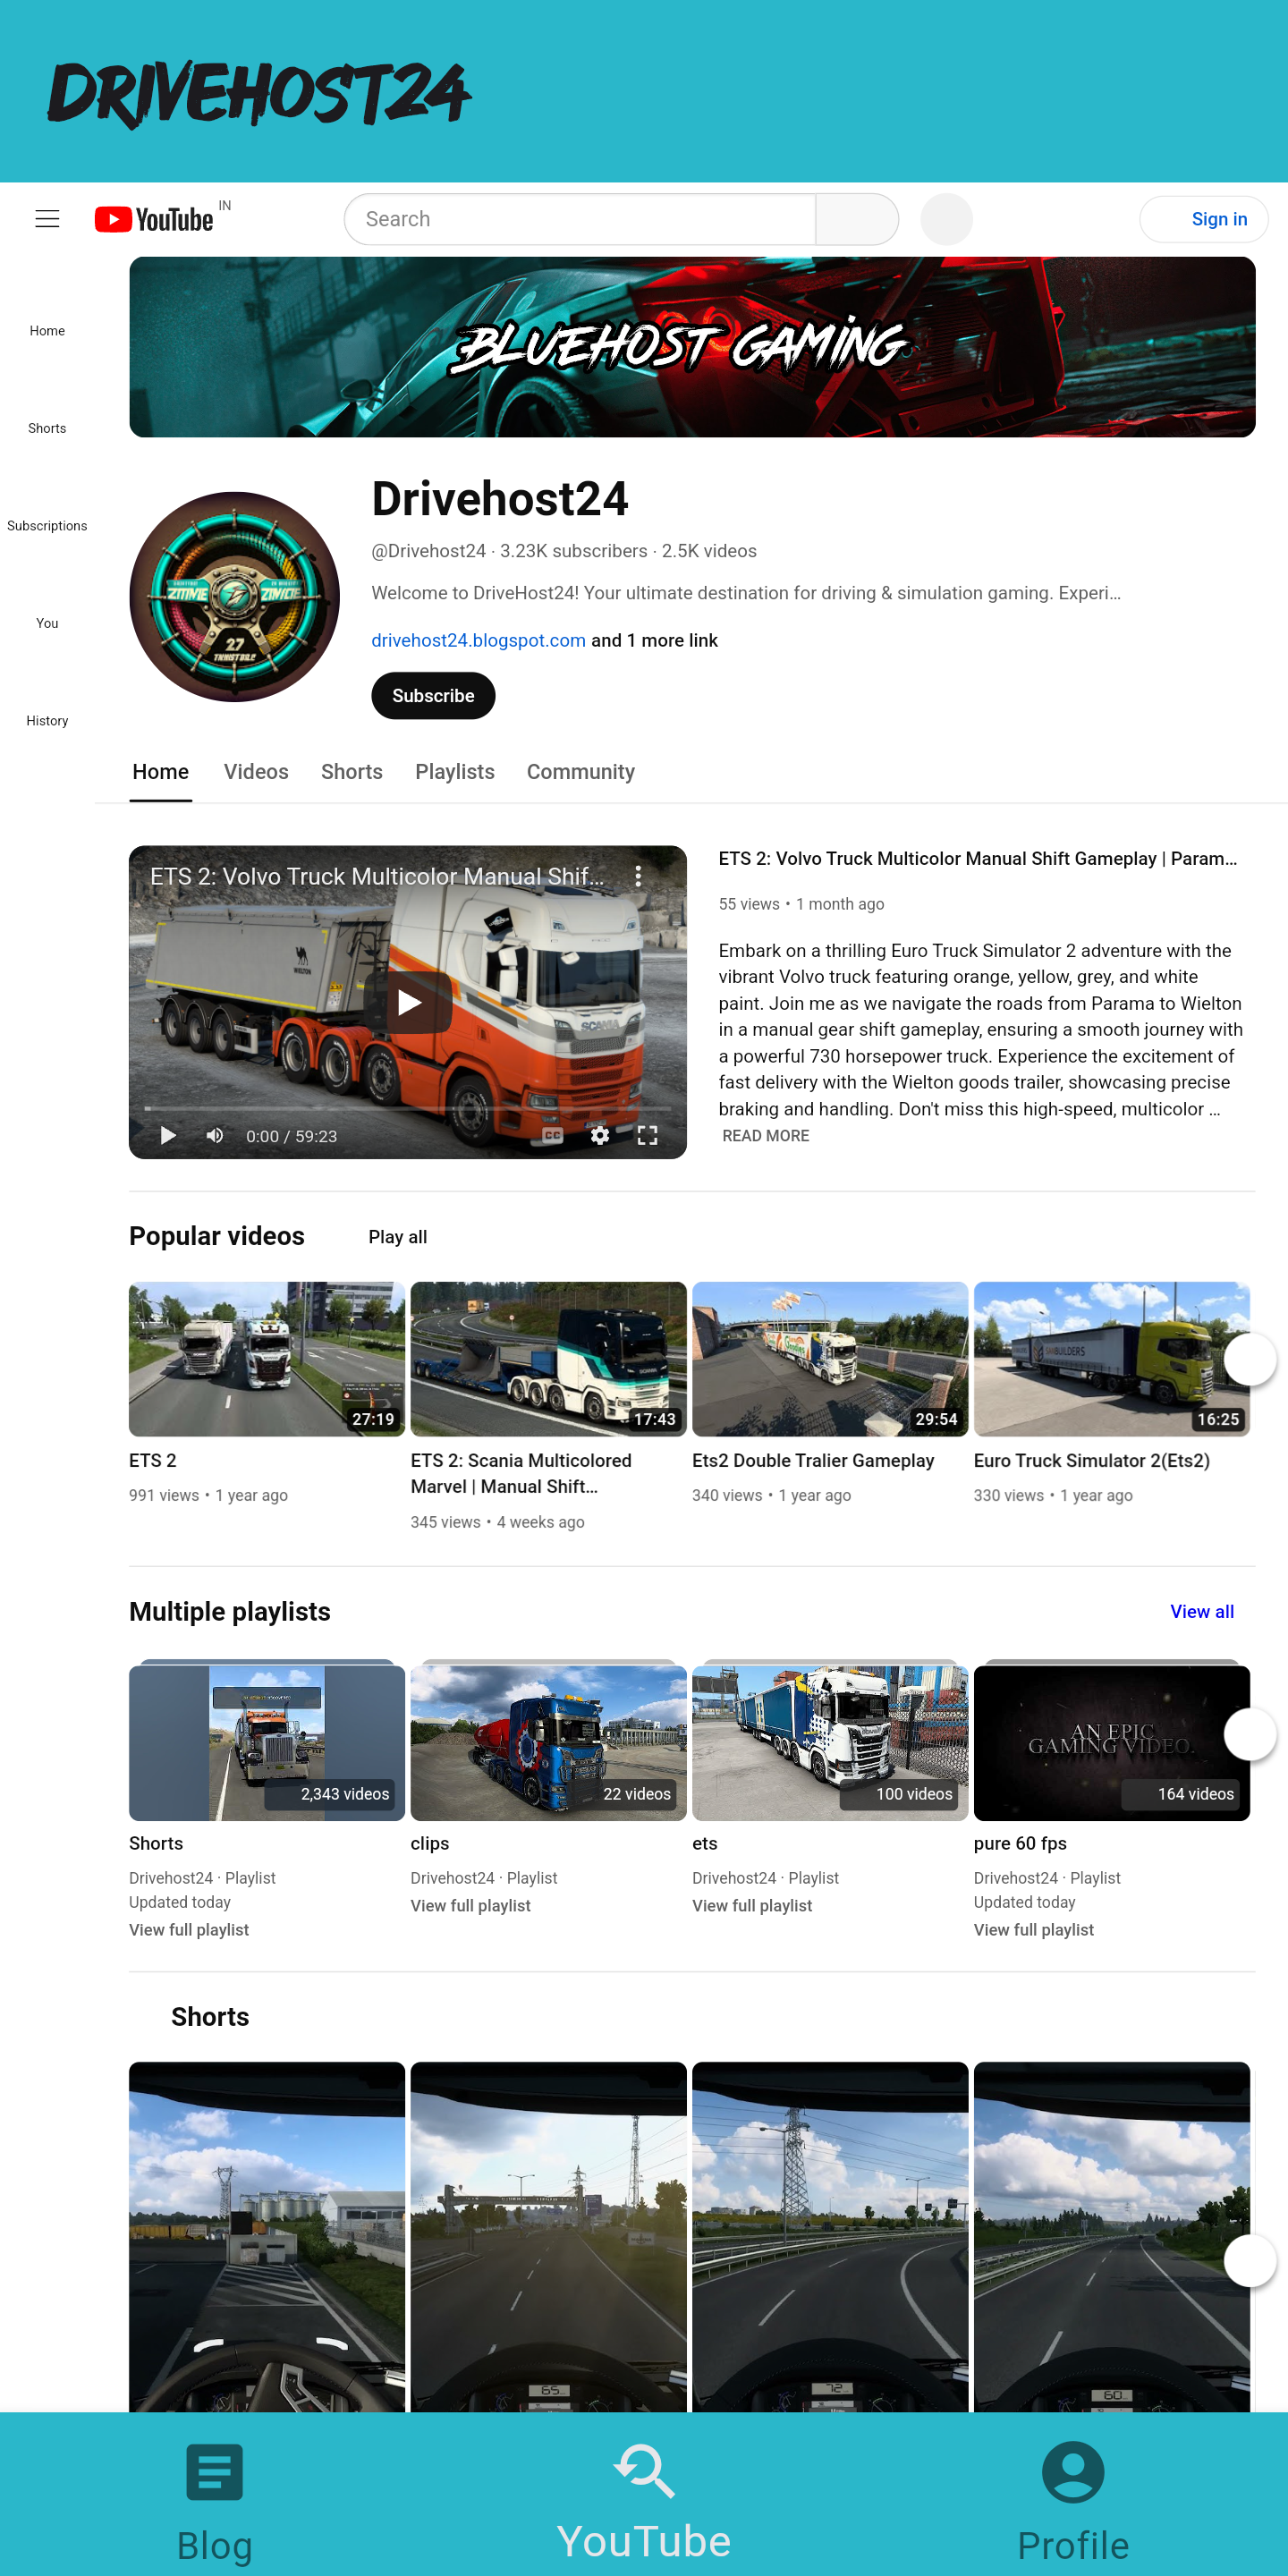 DRIVEHOST24
YouTube IN
Search
Sign in
Home
Shorts
Subscriptions
You
History
BLUEHOST GAMING
Drivehost24
@Drivehost24 · 3.23K subscribers · 2.5K videos
Welcome to DriveHost24! Your ultimate destination for driving & simulation gaming. Experi...
drivehost24.blogspot.com and 1 more link
Subscribe
27
Home Videos Shorts Playlists Community
ETS 2: Volvo Truck Multicolor Manual Shif...
WIELTON
SCANIA
0:00 / 59:23
CC
ETS 2: Volvo Truck Multicolor Manual Shift Gameplay | Param...
55 views • 1 month ago
Embark on a thrilling Euro Truck Simulator 2 adventure with the
vibrant Volvo truck featuring orange, yellow, grey, and white
paint. Join me as we navigate the roads from Parama to Wielton
in a manual gear shift gameplay, ensuring a smooth journey with
a powerful 730 horsepower truck. Experience the excitement of
fast delivery with the Wielton goods trailer, showcasing precise
braking and handling. Don't miss this high-speed, multicolor ...
READ MORE
Popular videos Play all
27:19
ETS 2
991 views • 1 year ago
17:43
ETS 2: Scania Multicolored
Marvel | Manual Shift...
345 views • 4 weeks ago
29:54
Ets2 Double Tralier Gameplay
340 views • 1 year ago
16:25
Euro Truck Simulator 2(Ets2)
330 views • 1 year ago
Multiple playlists View all
2,343 videos
Shorts
Drivehost24 · Playlist
Updated today
View full playlist
22 videos
clips
Drivehost24 · Playlist
View full playlist
100 videos
ets
Drivehost24 · Playlist
View full playlist
AN EPIC
GAMING VIDEO.
164 videos
pure 60 fps
Drivehost24 · Playlist
Updated today
View full playlist
Shorts
65
72
60
Blog
YouTube
Profile